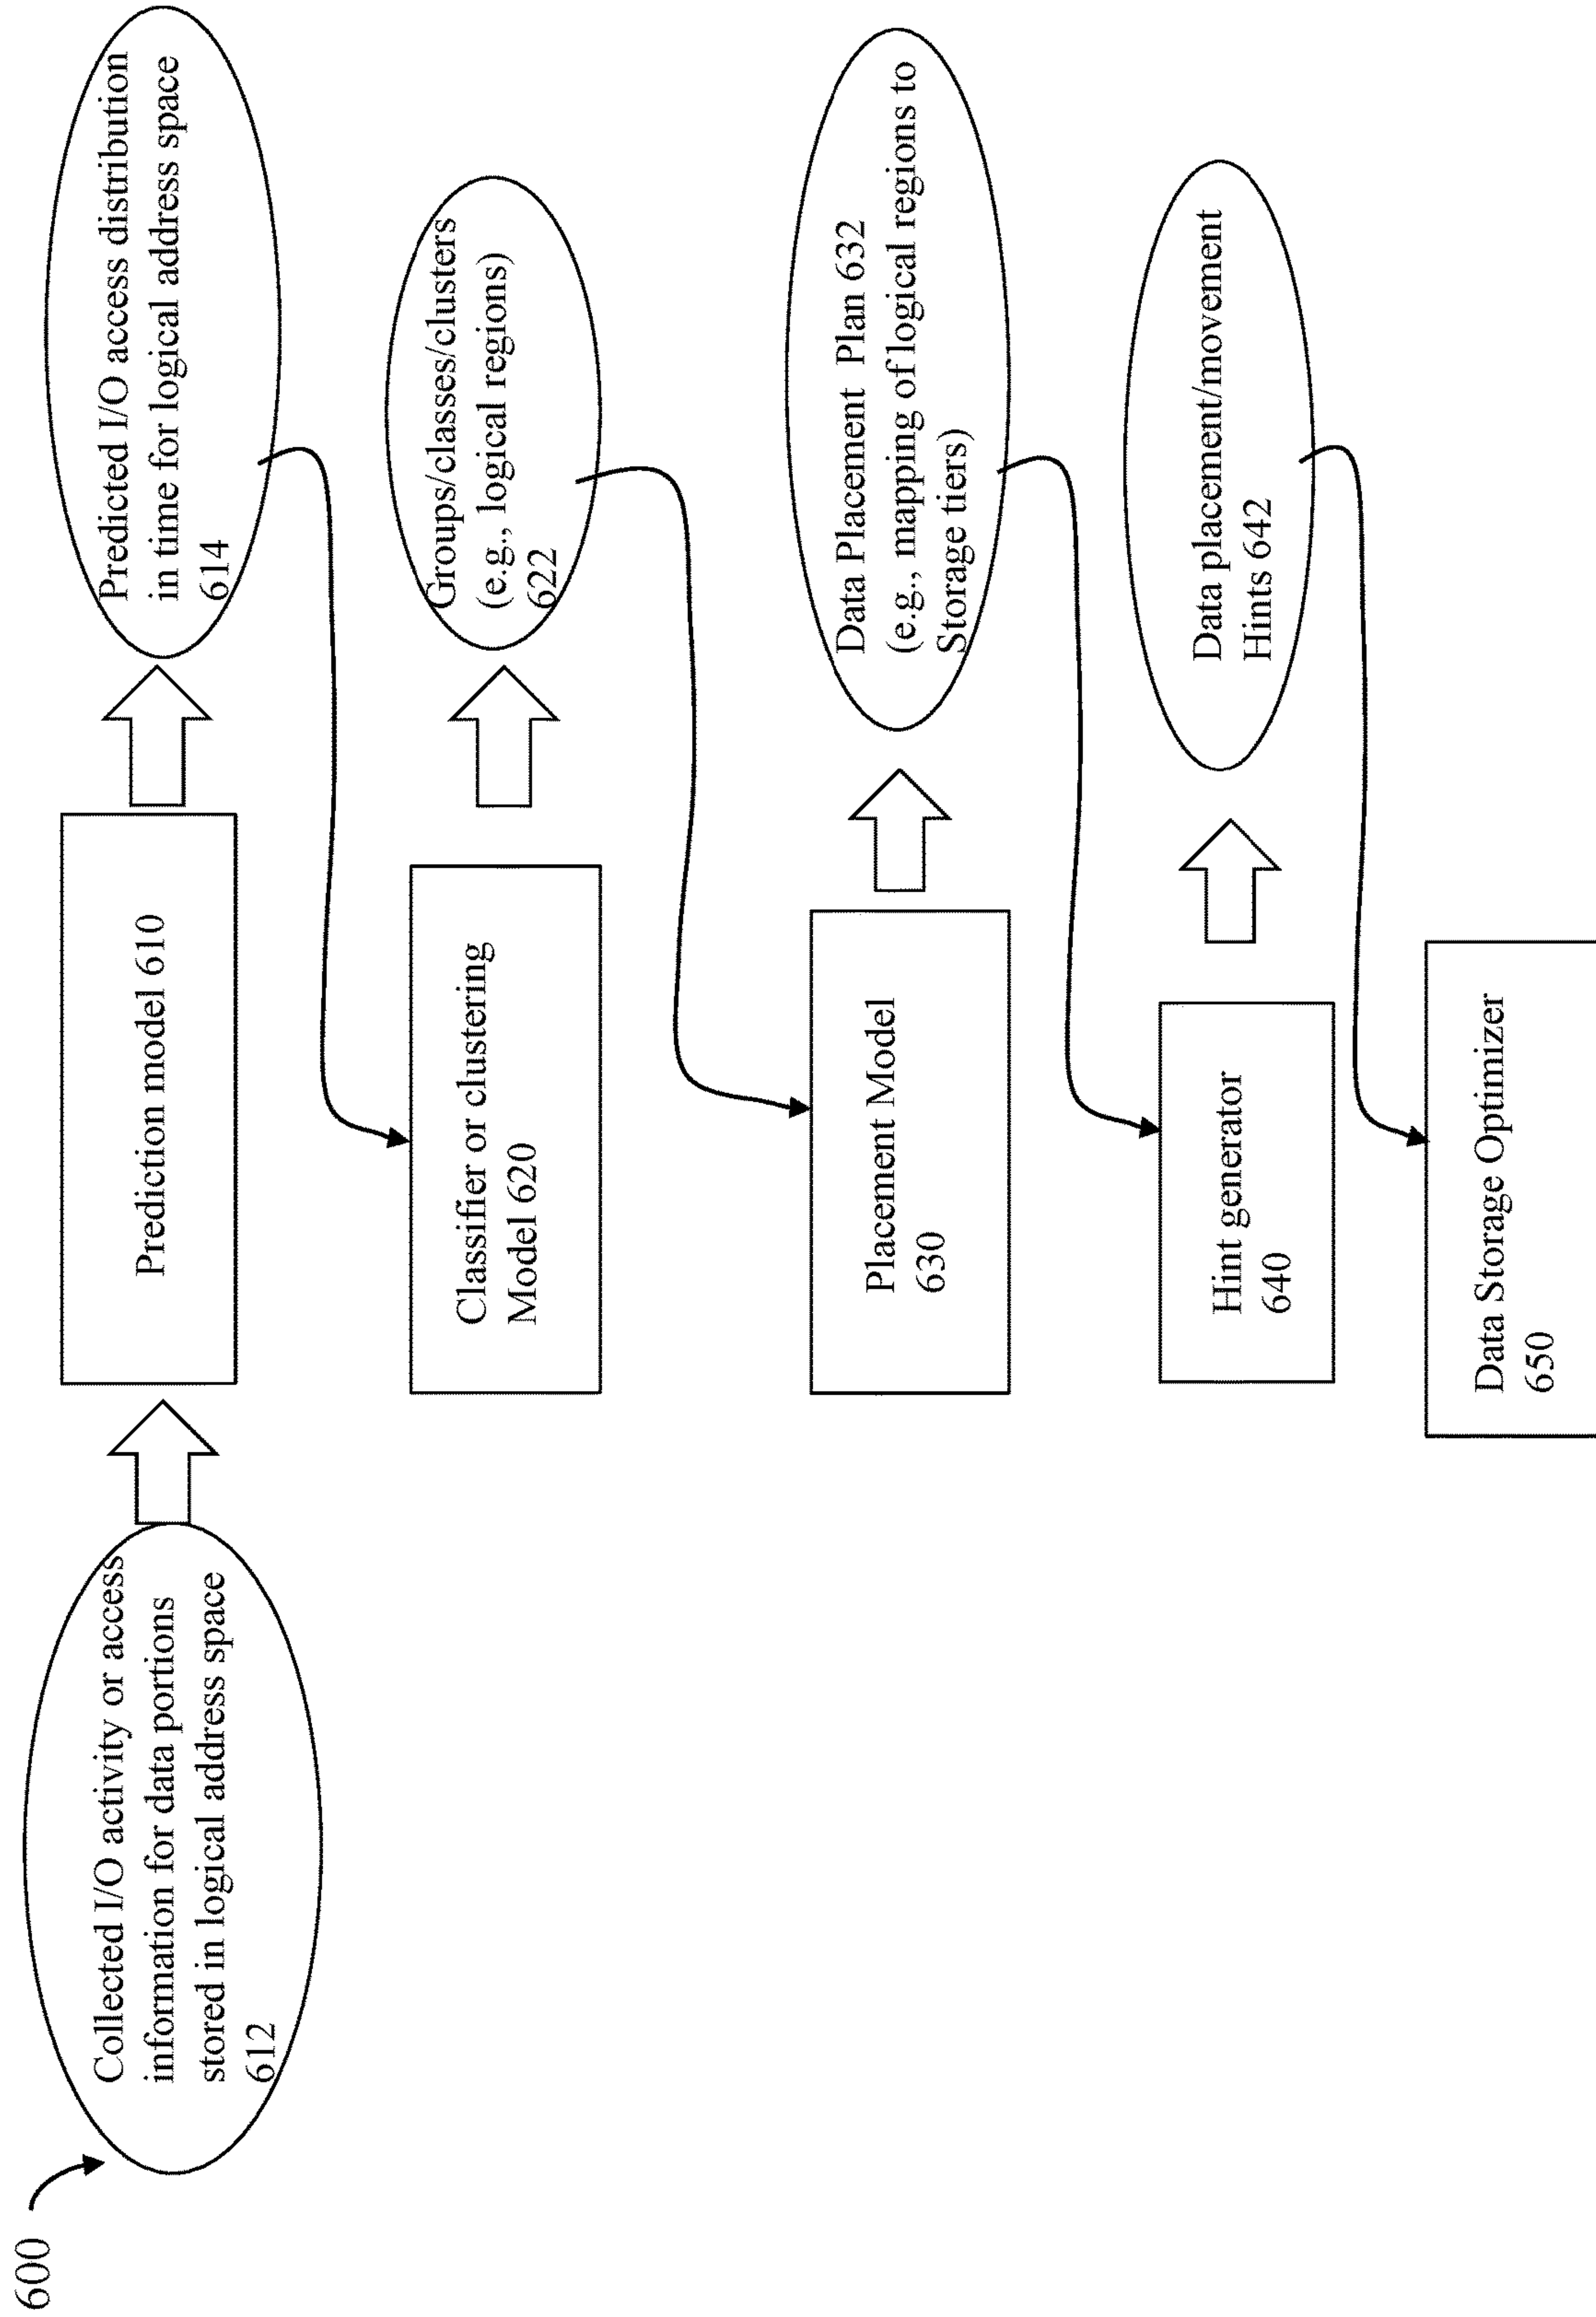 600
Collected I/O activity or access
information for data portions
stored in logical address space
612
Prediction model 610
Predicted I/O access distribution
in time for logical address space
614
Classifier or clustering
Model 620
Groups/classes/clusters
(e.g., logical regions)
622
Placement Model
630
Data Placement Plan 632
(e.g., mapping of logical regions to
Storage tiers)
Hint generator
640
Data placement/movement
Hints 642
Data Storage Optimizer
650